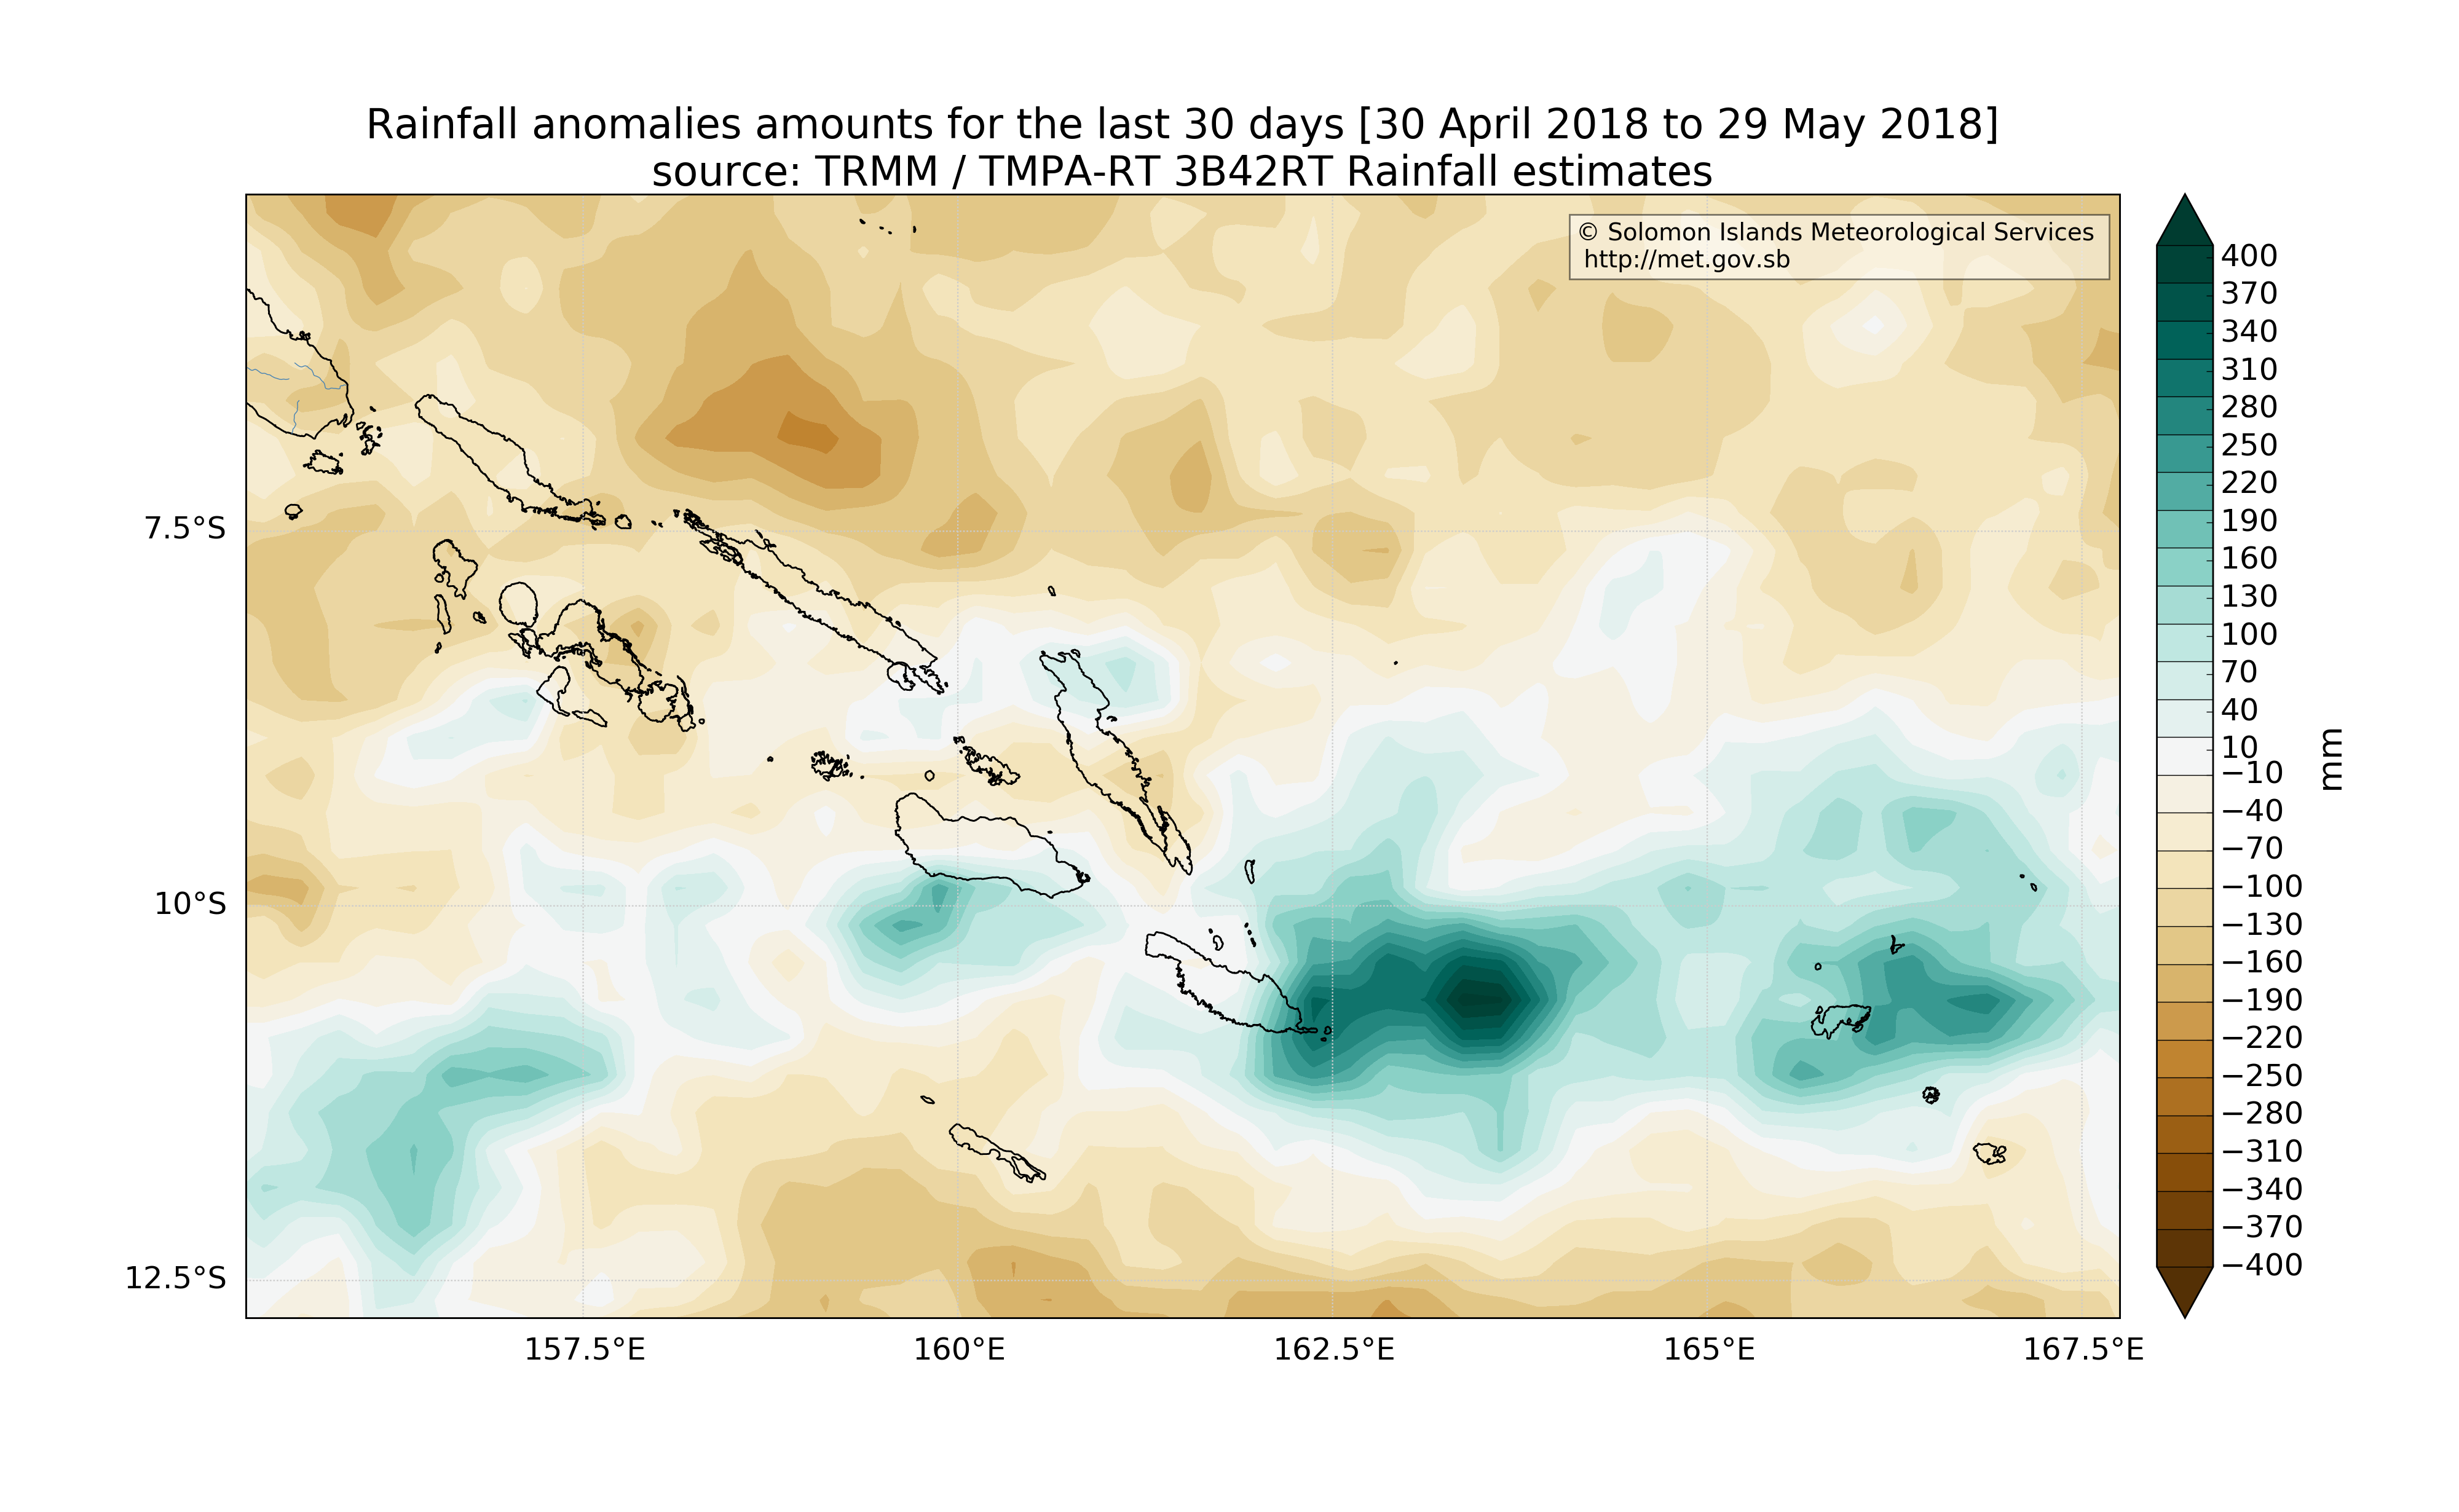 Rainfall anomalies amounts for the last 30 days [30 April 2018 to 29 May 2018]
source: TRMM / TMPA-RT 3B42RT Rainfall estimates
© Solomon Islands Meteorological Services
http://met.gov.sb
7.5°S
10°S
12.5°S
157.5°E
160°E
162.5°E
165°E
167.5°E
400
370
340
310
280
250
220
190
160
130
100
70
40
10
−10
−40
−70
−100
−130
−160
−190
−220
−250
−280
−310
−340
−370
−400
mm